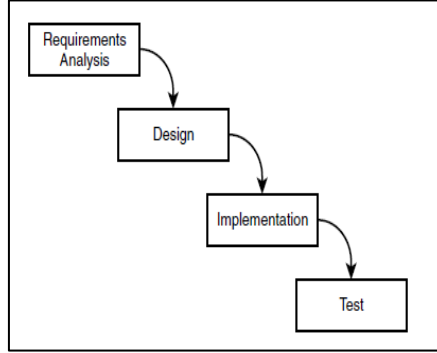 Requirements
Analysis
Design
Implementation
Test